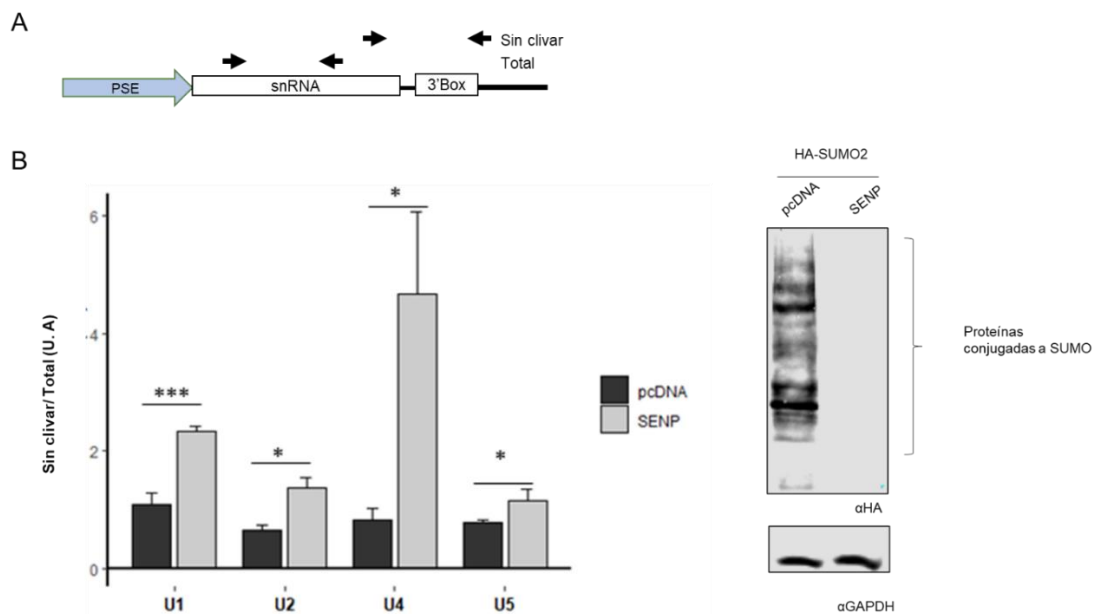 A
Sin clivar
Total
PSE
snRNA
3'Box
B
Sin clivar/ Total (U. A)
6
4
2
0
***
*
*
*
U1
U2
U4
U5
pcDNA
SENP
HA-SUMO2
pcDNA
SENP
Proteínas
conjugadas a SUMO
αHA
αGAPDH